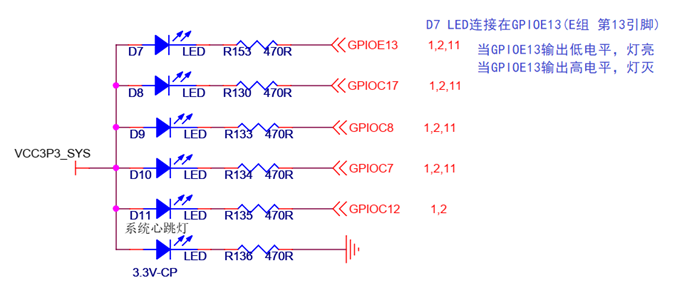 D7 LED连接在GPIOE13(E组 第13引脚)
D7 LED R153 470R GPIOE13 1,2,11
当GPIOE13输出低电平，灯亮
当GPIOE13输出高电平，灯灭
D8 LED R130 470R GPIOC17 1,2,11
D9 LED R133 470R GPIOC8 1,2,11
VCC3P3_SYS
D10 LED R134 470R GPIOC7 1,2,11
D11 LED R135 470R GPIOC12 1,2
系统心跳灯
LED R136 470R
3.3V-CP